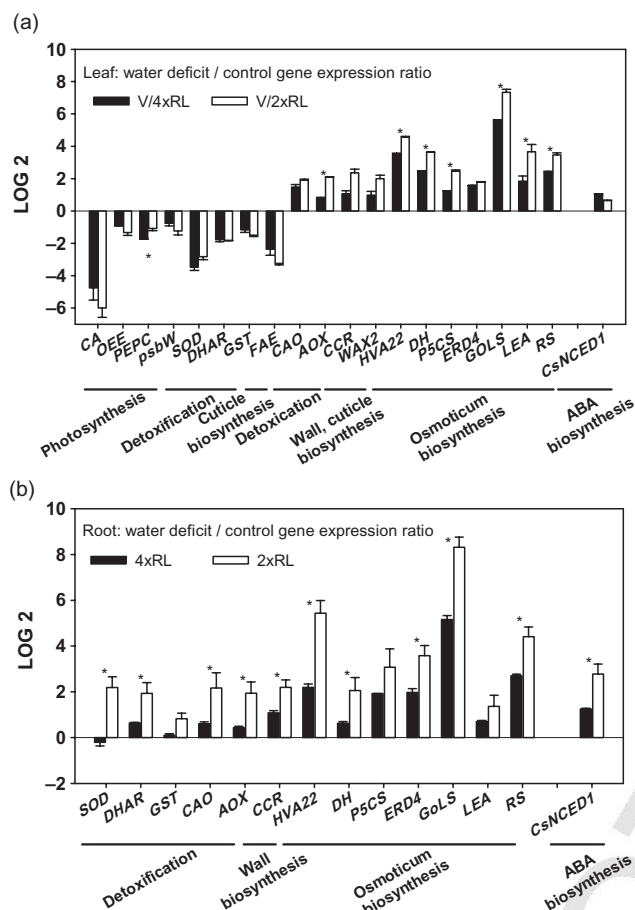 (a)
Leaf: water deficit / control gene expression ratio
V/4xRL V/2xRL
LOG 2
10
8
6
4
2
0
−2
−4
−6
* * * * * * * *
CA OEE PEPC psbW SOD DHAR GST FAE CAO AOX CCR WAX2 HVA22 DH P5CS ERD4 GOLS LEA RS CsNCED1
Photosynthesis
Detoxification
Cuticle
biosynthesis
Detoxication
Wall, cuticle
biosynthesis
Osmoticum
biosynthesis
ABA
biosynthesis
(b)
Root: water deficit / control gene expression ratio
4xRL 2xRL
LOG 2
10
8
6
4
2
0
−2
* * * * * * * * * * *
SOD DHAR GST CAO AOX CCR HVA22 DH P5CS ERD4 GoLS LEA RS CsNCED1
Detoxification
Wall
biosynthesis
Osmoticum
biosynthesis
ABA
biosynthesis